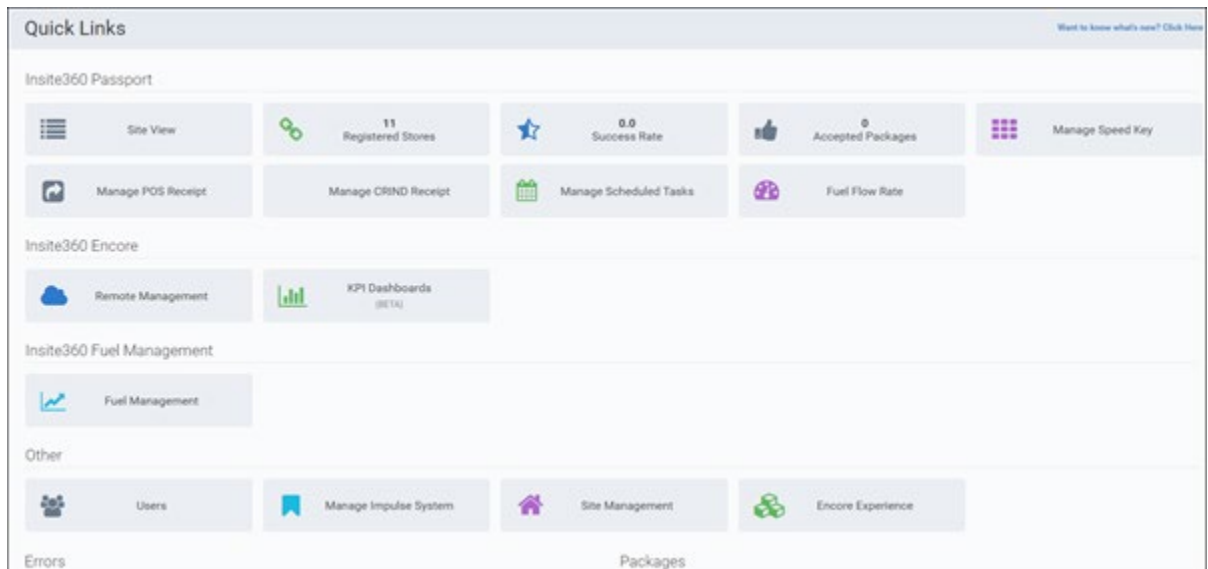 Quick Links
Want to know what's new? Click Here
Insite360 Passport
Site View
11
Registered Stores
0.0
Success Rate
0
Accepted Packages
Manage Speed Key
Manage POS Receipt
Manage CRIND Receipt
Manage Scheduled Tasks
Fuel Flow Rate
Insite360 Encore
Remote Management
KPI Dashboards
(BETA)
Insite360 Fuel Management
Fuel Management
Other
Users
Manage Impulse System
Site Management
Encore Experience
Errors
Packages